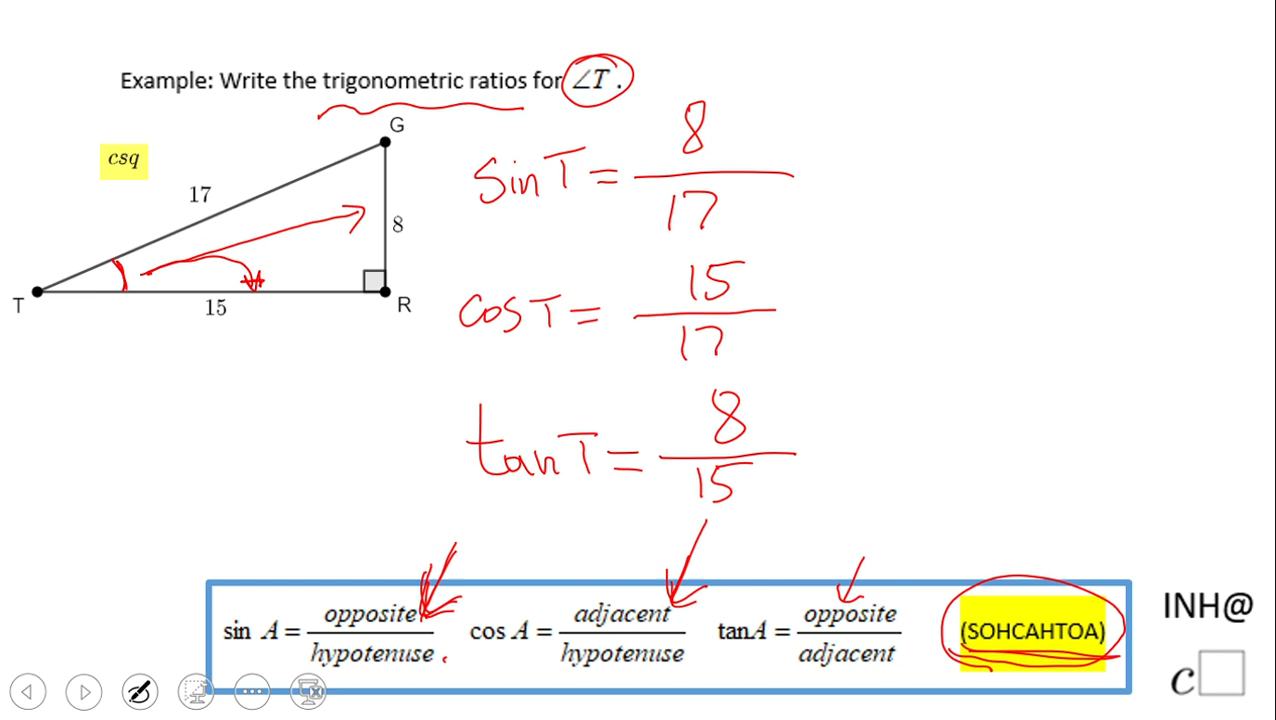 Example: Write the trigonometric ratios for ∠T.
G
csq
17
8
T
15
R
sin T = 8/17
cos T = 15/17
tan T = 8/15
sin A = opposite/hypotenuse cos A = adjacent/hypotenuse tan A = opposite/adjacent (SOHCAHTOA)
INH@
c